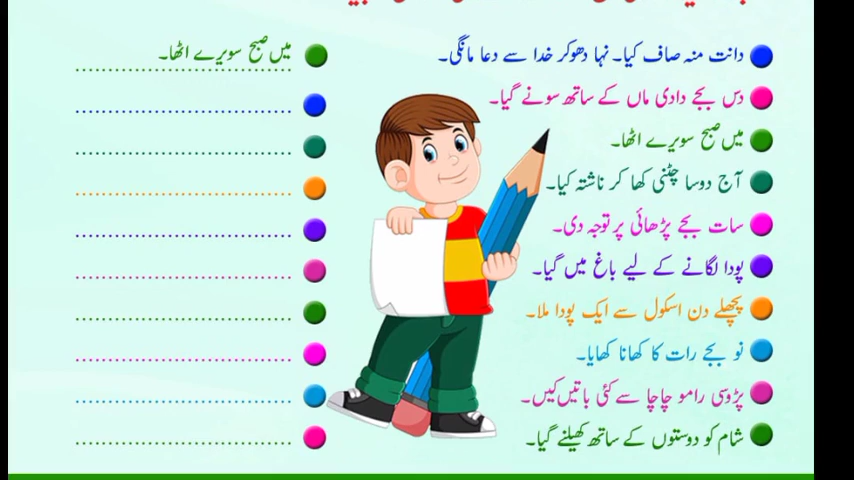 دانت منہ صاف کیا۔ نہا دھوکر خدا سے دعا مانگی۔
دس بجے دادی ماں کے ساتھ سونے گیا۔
میں صبح سویرے اٹھا۔
آج دوسا چٹنی کھا کر ناشتہ کیا۔
سات بجے پڑھائی پر توجہ دی۔
پودا لگانے کے لیے باغ میں گیا۔
پچھلے دن اسکول سے ایک پودا ملا۔
نو بجے رات کا کھانا کھایا۔
پڑوسی رامو چاچا سے کئی باتیں کیں۔
شام کو دوستوں کے ساتھ کھیلنے گیا۔
میں صبح سویرے اٹھا۔